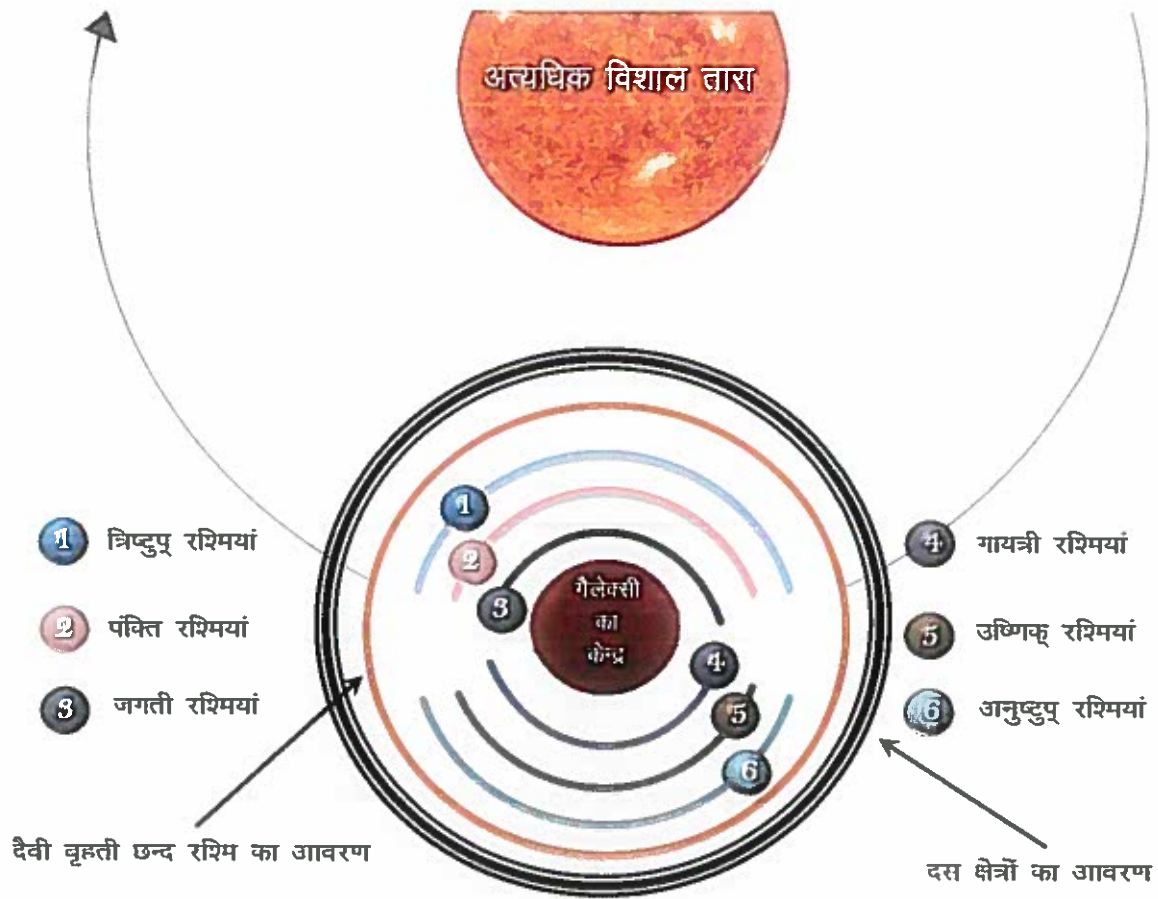 अत्यधिक विशाल तारा
1
2
3
गैलेक्सी
का
केन्द्र
4
5
6
1 त्रिष्टुप् रश्मियां
2 पंक्ति रश्मियां
3 जगती रश्मियां
4 गायत्री रश्मियां
5 उष्णिक् रश्मियां
6 अनुष्टुप् रश्मियां
दैवी बृहती छन्द रश्मि का आवरण
दस क्षेत्रों का आवरण